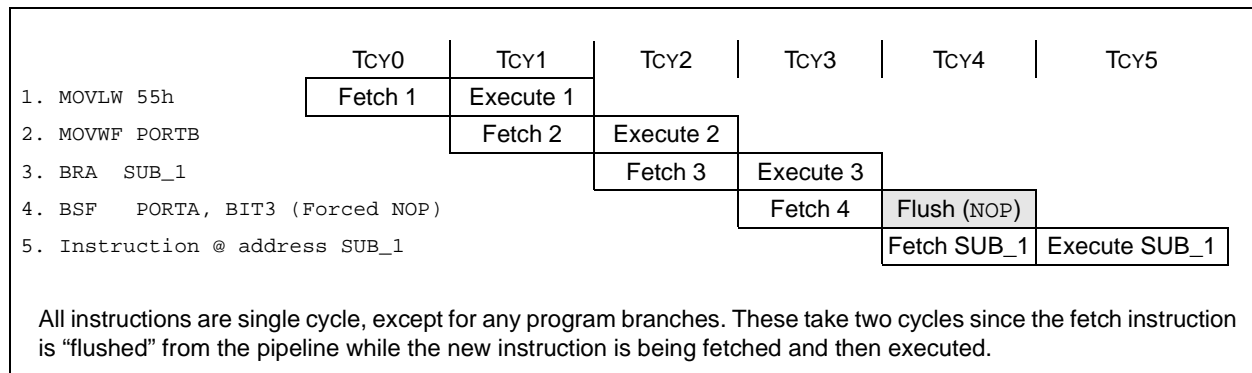 TCY0 TCY1 TCY2 TCY3 TCY4 TCY5
1. MOVLW 55h Fetch 1 Execute 1
2. MOVWF PORTB Fetch 2 Execute 2
3. BRA SUB_1 Fetch 3 Execute 3
4. BSF PORTA, BIT3 (Forced NOP) Fetch 4 Flush (NOP)
5. Instruction @ address SUB_1 Fetch SUB_1 Execute SUB_1
All instructions are single cycle, except for any program branches. These take two cycles since the fetch instruction
is “flushed” from the pipeline while the new instruction is being fetched and then executed.